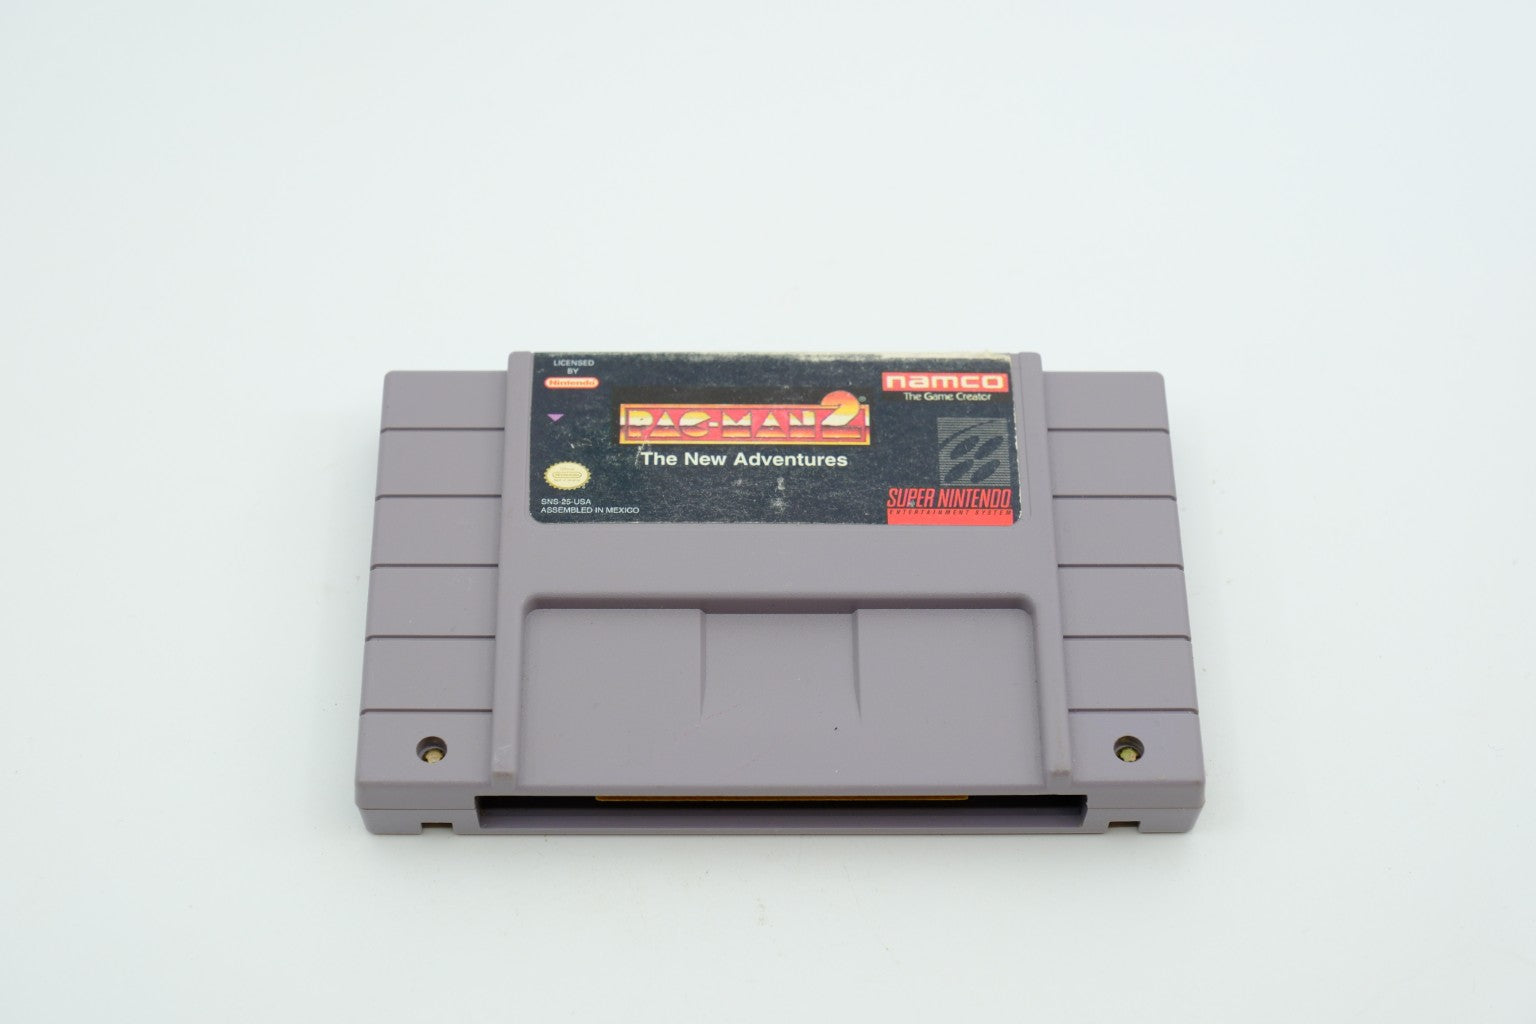 LICENSED
BY
Nintendo
namco
The Game Creator
PAC-MAN 2
®
The New Adventures
SNS-25-USA
ASSEMBLED IN MEXICO
SUPER NINTENDO
ENTERTAINMENT SYSTEM